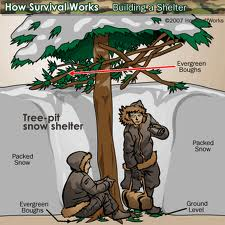 How Survival Works Building a Shelter
©2007 HowStuffWorks
Evergreen
Boughs
Tree-pit
snow shelter
Packed
Snow
Packed
Snow
Evergreen
Boughs
Ground
Level